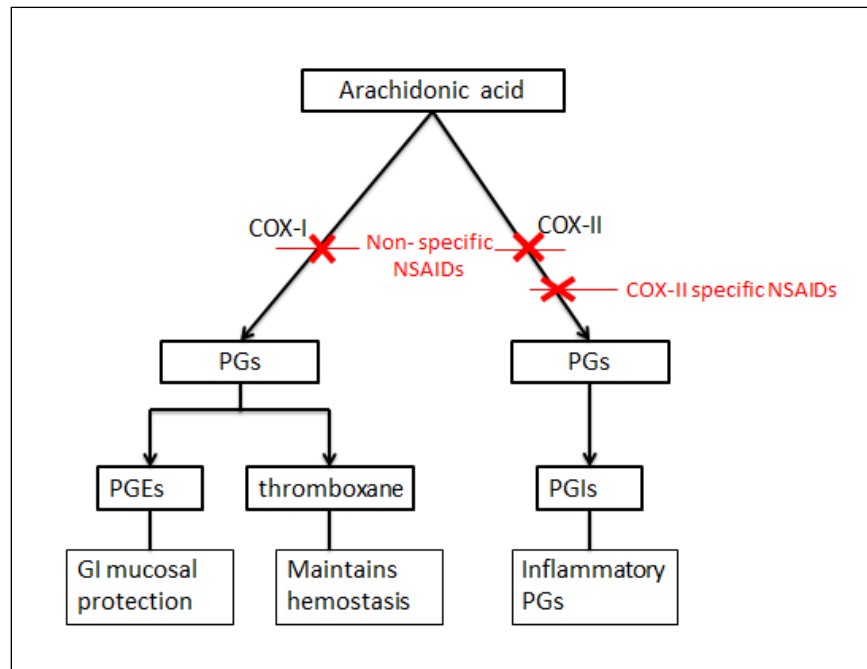 Arachidonic acid
COX-I
Non- specific
NSAIDs
COX-II
COX-II specific NSAIDs
PGs
PGs
PGEs
thromboxane
PGIs
GI mucosal
protection
Maintains
hemostasis
Inflammatory
PGs